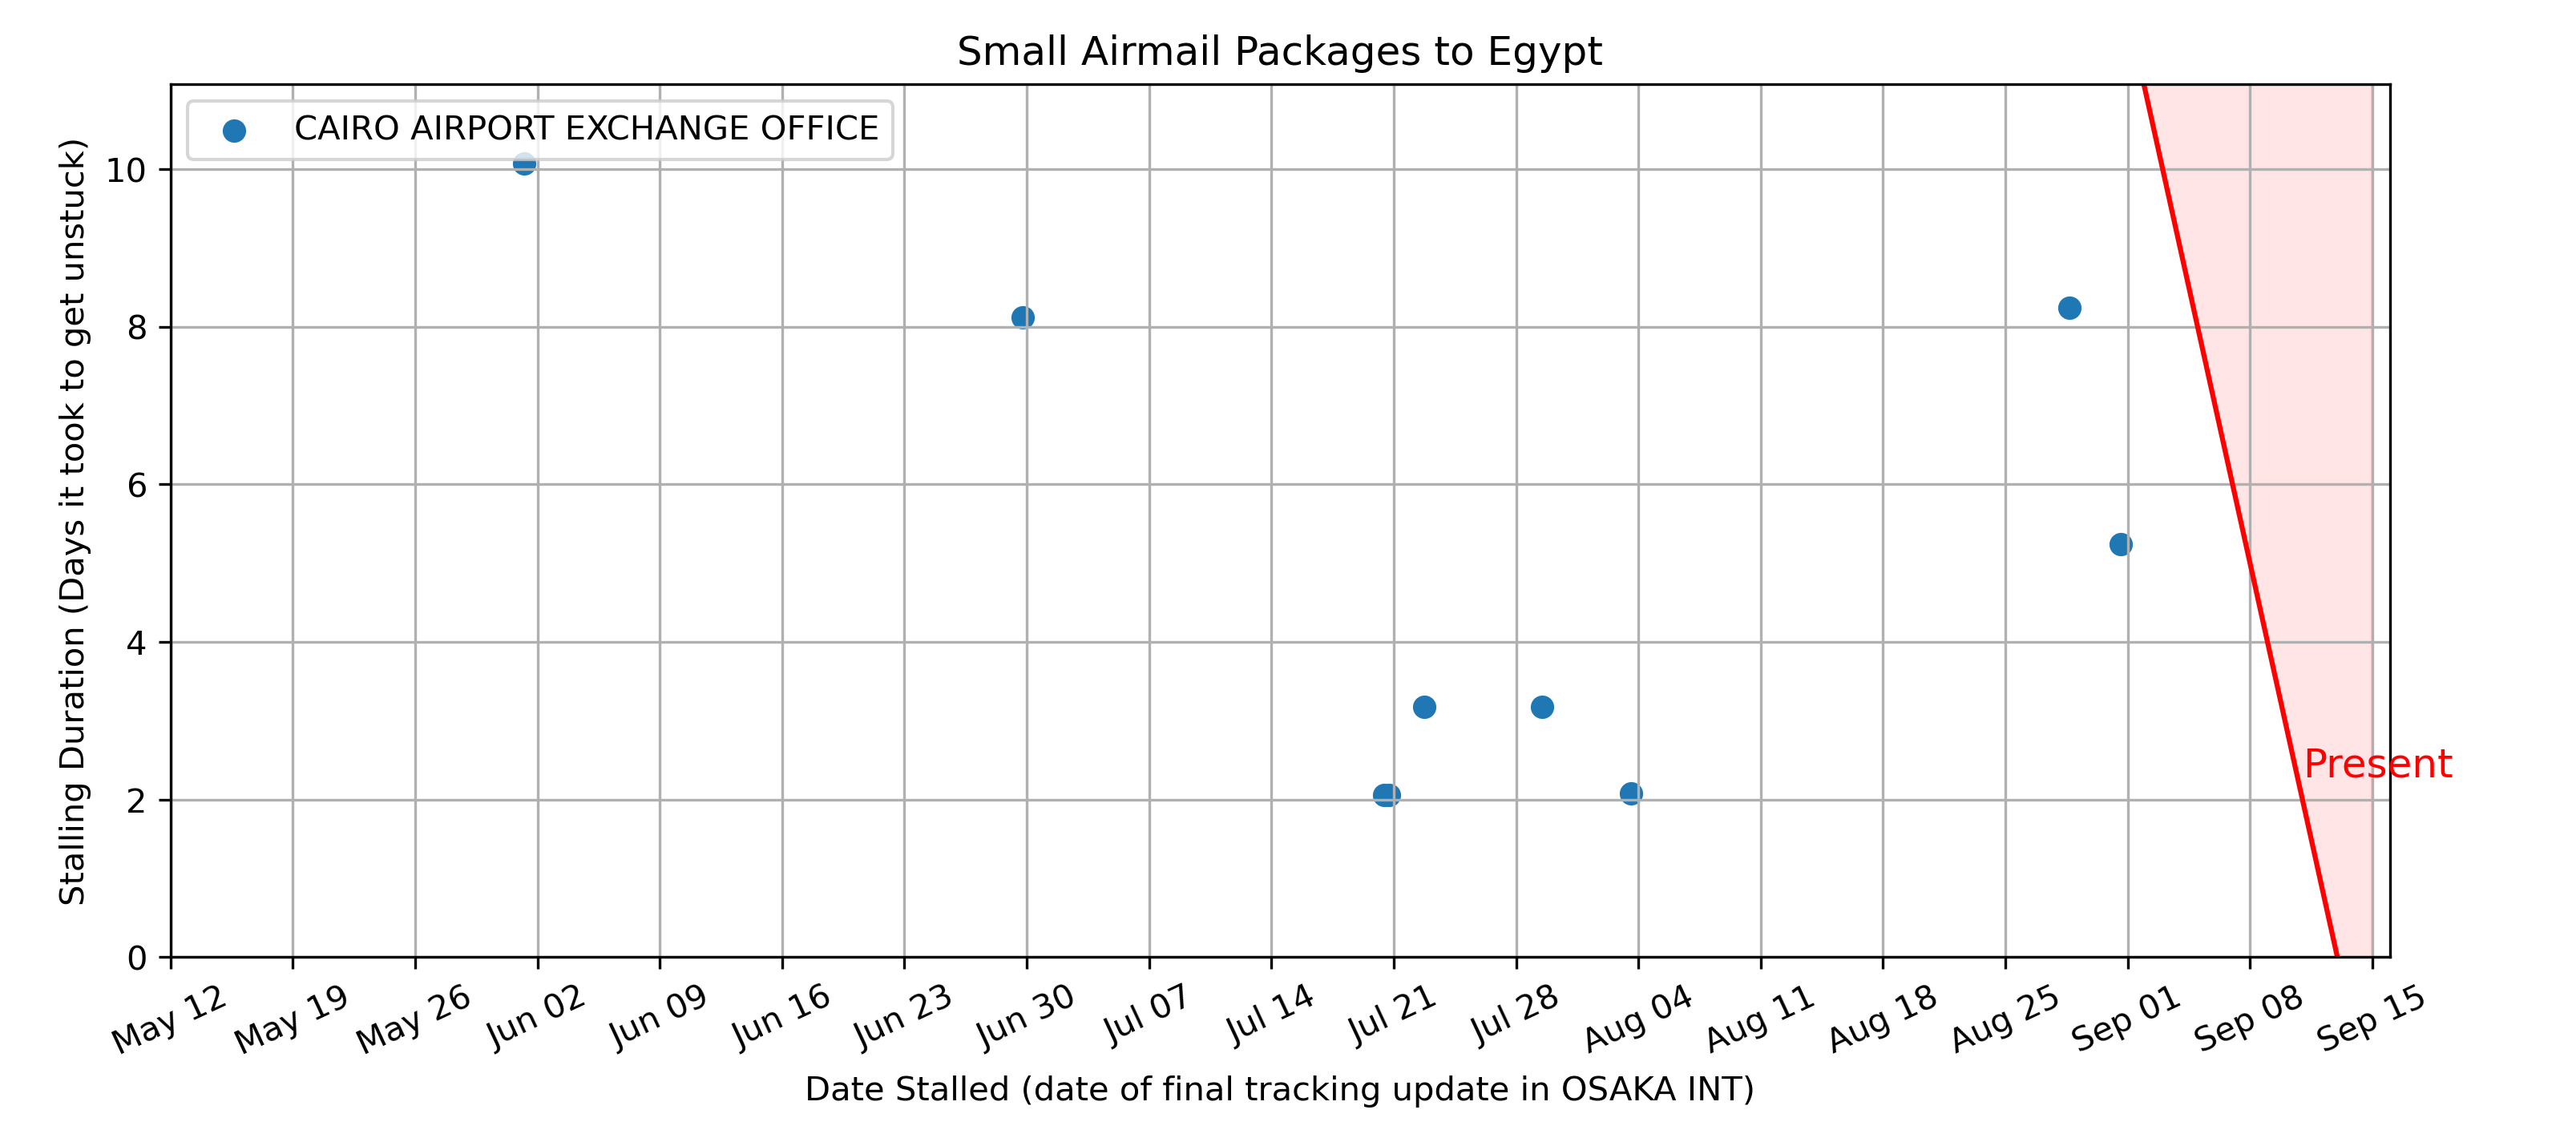 Small Airmail Packages to Egypt
CAIRO AIRPORT EXCHANGE OFFICE
Stalling Duration (Days it took to get unstuck)
10
8
6
4
2
0
Present
May 12
May 19
May 26
Jun 02
Jun 09
Jun 16
Jun 23
Jun 30
Jul 07
Jul 14
Jul 21
Jul 28
Aug 04
Aug 11
Aug 18
Aug 25
Sep 01
Sep 08
Sep 15
Date Stalled (date of final tracking update in OSAKA INT)